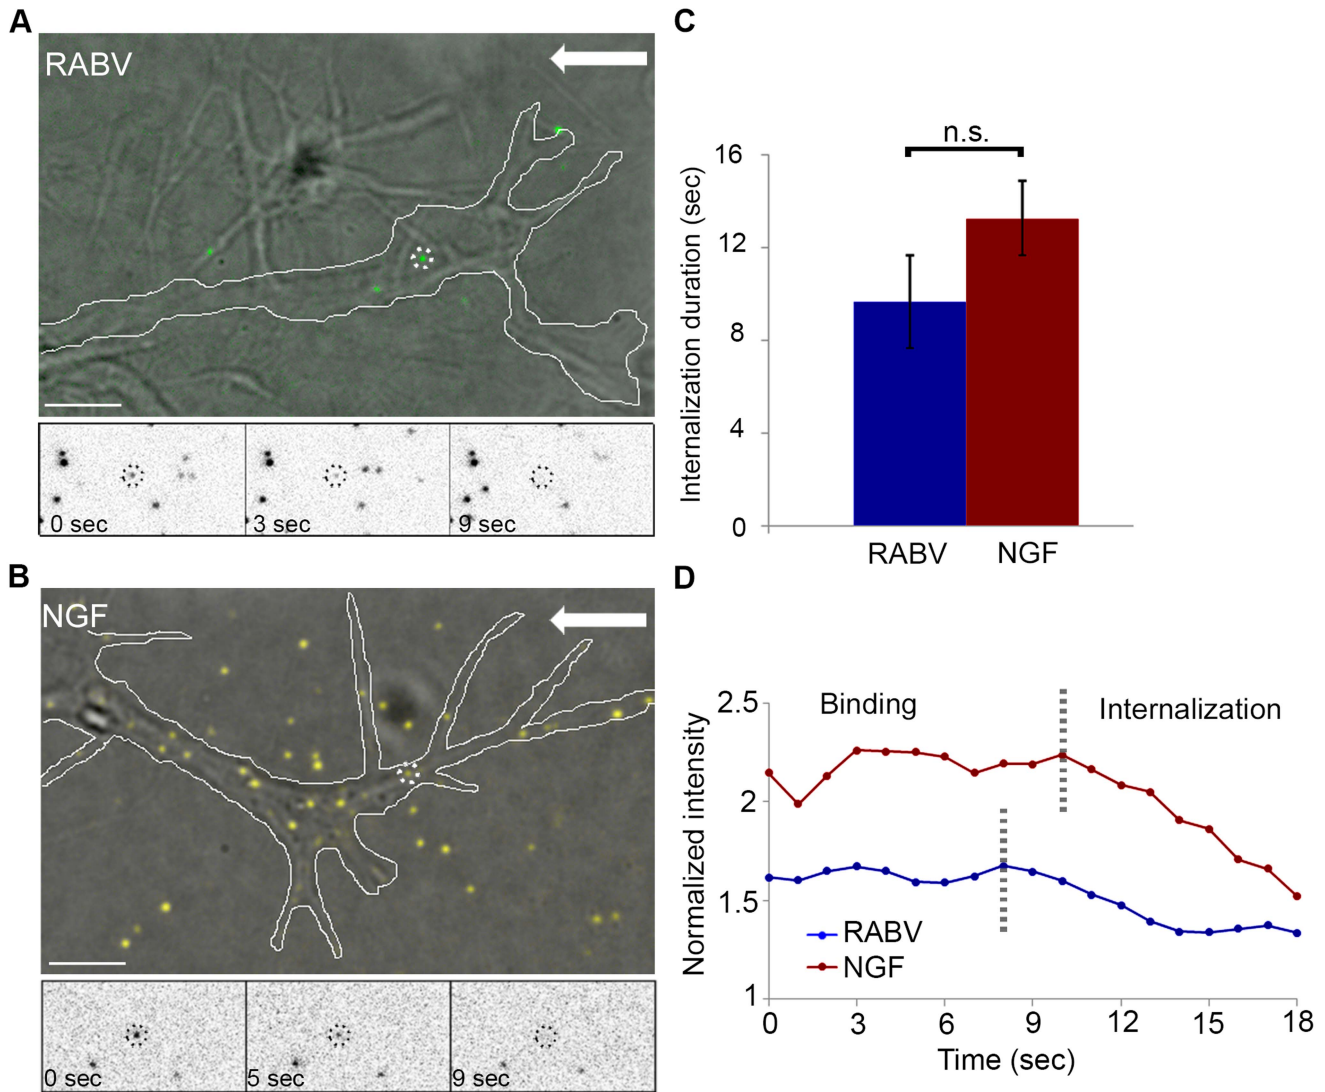 A
RABV
0 sec
3 sec
9 sec
B
NGF
0 sec
5 sec
9 sec
C
n.s.
16
12
8
4
0
Internalization duration (sec)
RABV
NGF
D
Binding
Internalization
2.5
2
1.5
1
Normalized intensity
RABV
NGF
0 3 6 9 12 15 18
Time (sec)